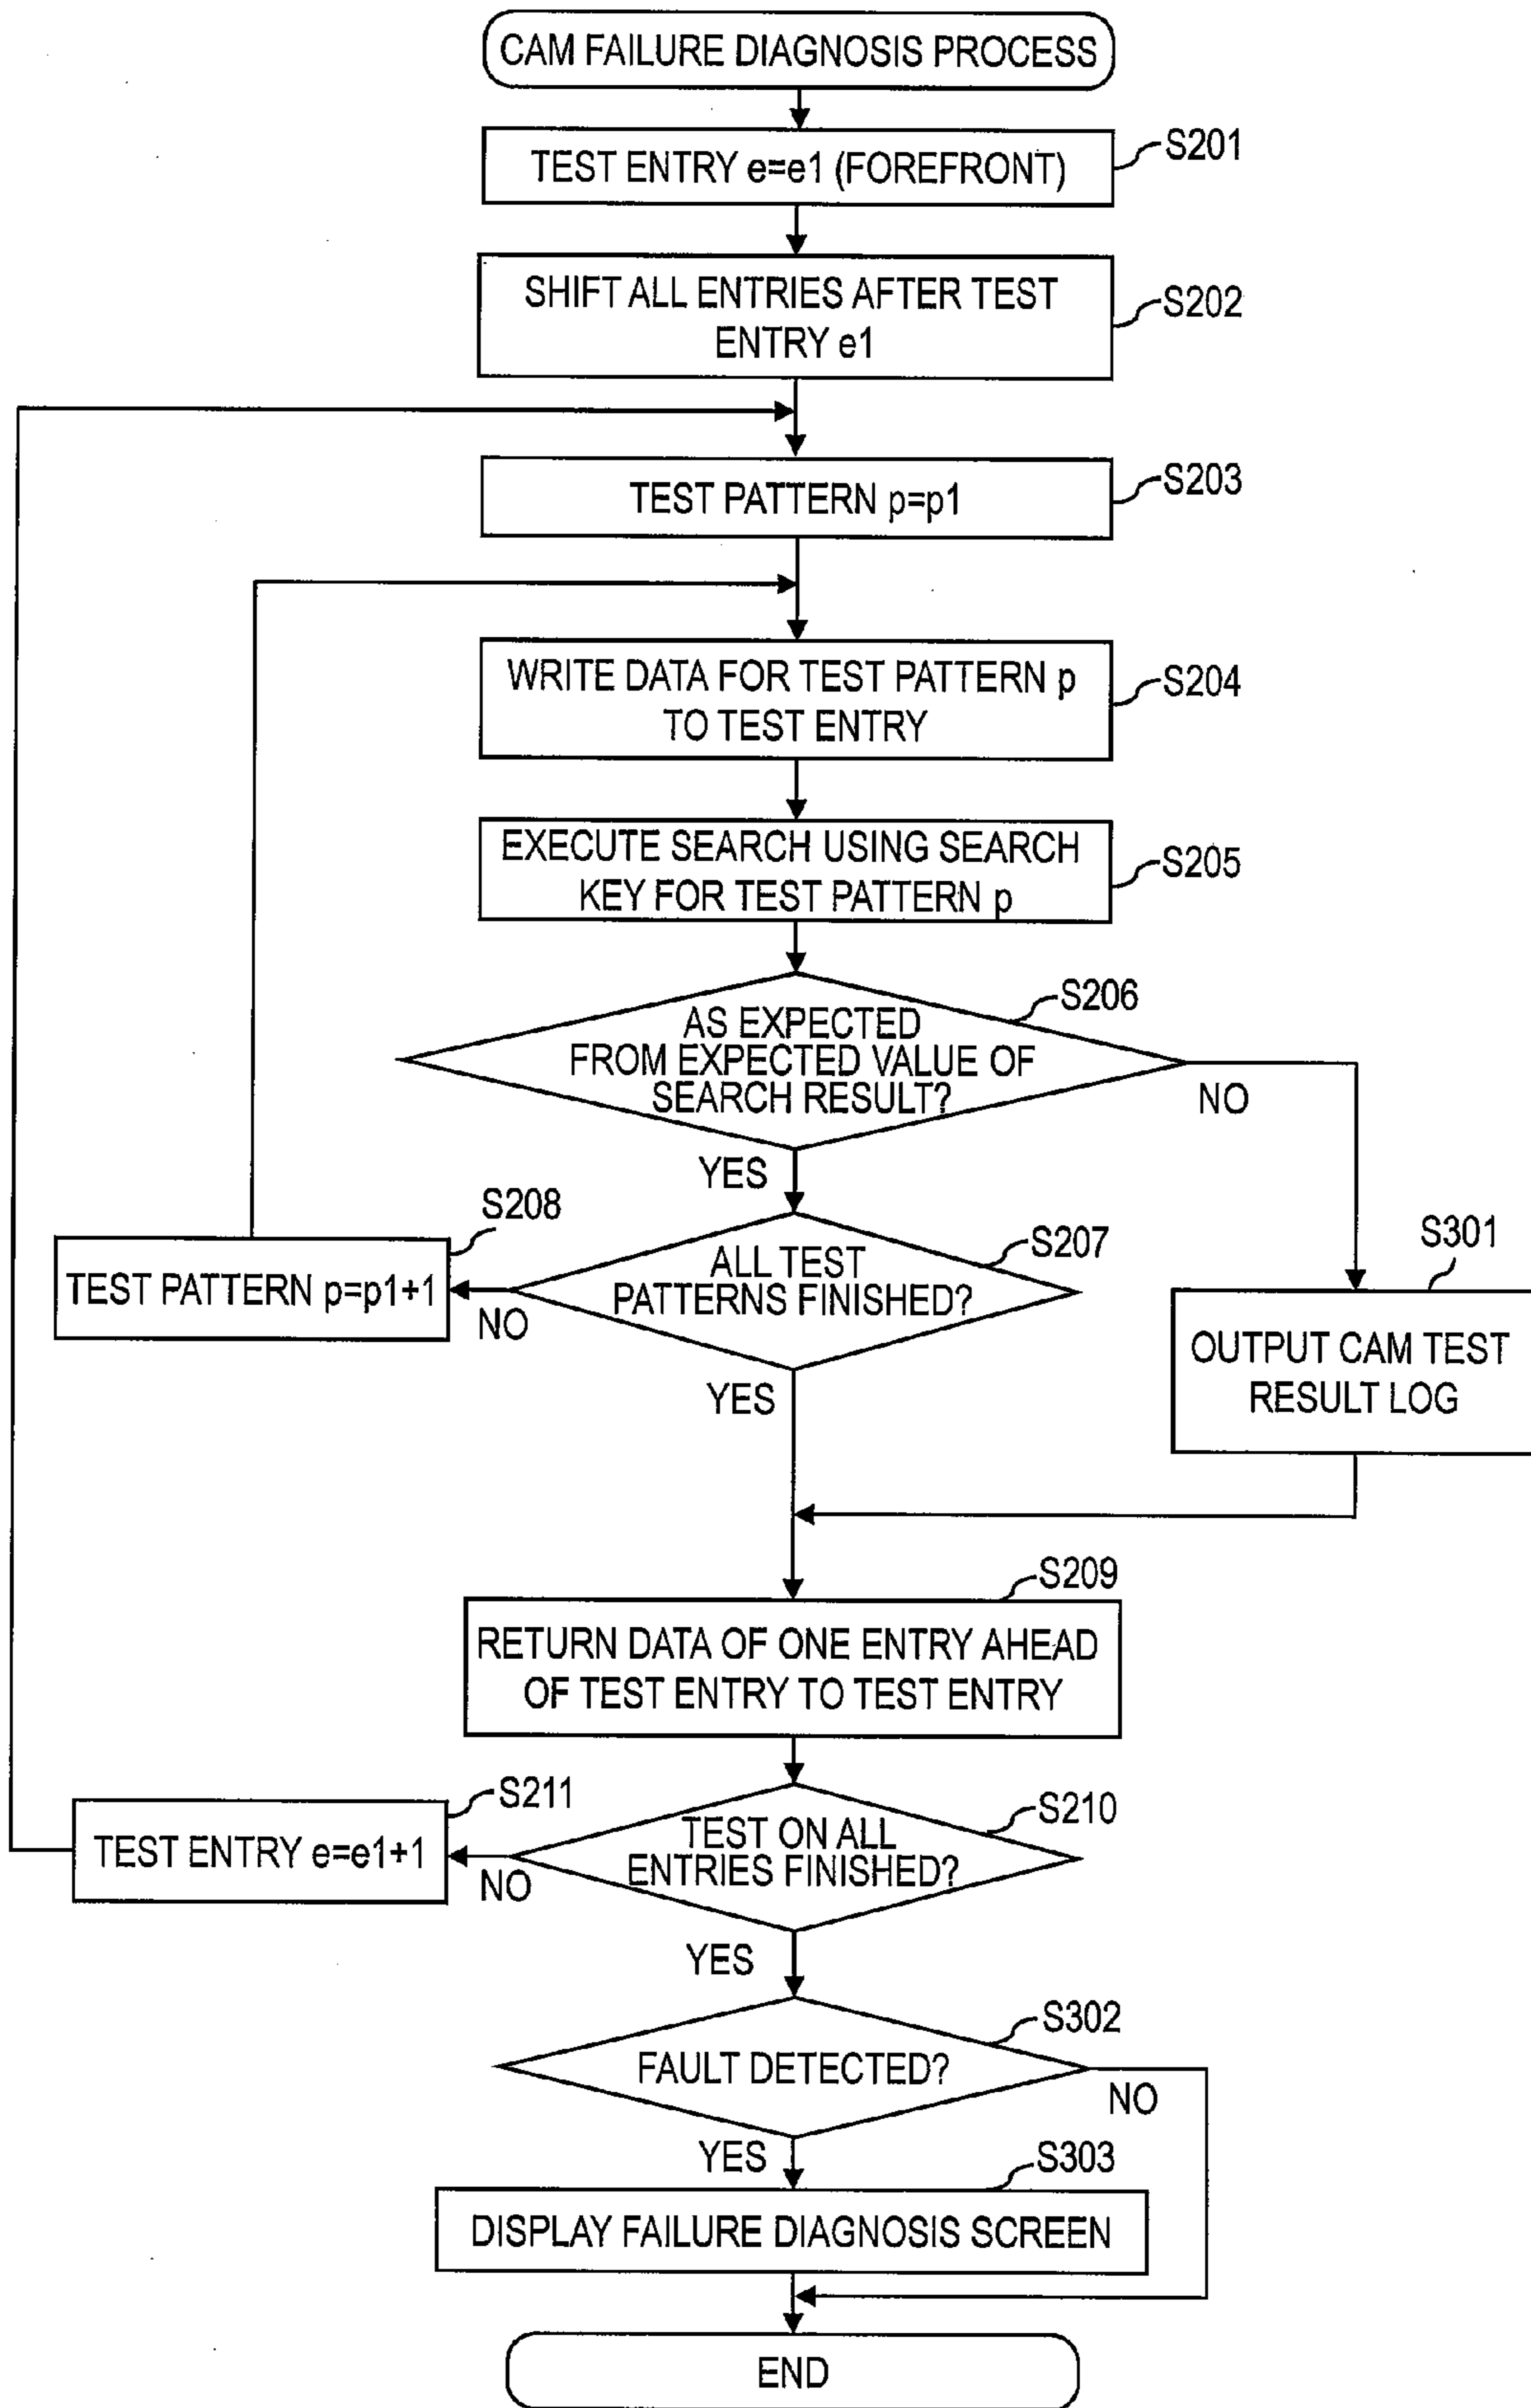 CAM FAILURE DIAGNOSIS PROCESS
TEST ENTRY e=e1 (FOREFRONT)
S201
SHIFT ALL ENTRIES AFTER TEST
ENTRY e1
S202
TEST PATTERN p=p1
S203
WRITE DATA FOR TEST PATTERN p
TO TEST ENTRY
S204
EXECUTE SEARCH USING SEARCH
KEY FOR TEST PATTERN p
S205
AS EXPECTED
FROM EXPECTED VALUE OF
SEARCH RESULT?
S206
NO
YES
S208
TEST PATTERN p=p1+1
ALL TEST
PATTERNS FINISHED?
S207
NO
YES
S301
OUTPUT CAM TEST
RESULT LOG
S209
RETURN DATA OF ONE ENTRY AHEAD
OF TEST ENTRY TO TEST ENTRY
S211
TEST ENTRY e=e1+1
TEST ON ALL
ENTRIES FINISHED?
S210
NO
YES
FAULT DETECTED?
S302
NO
YES
S303
DISPLAY FAILURE DIAGNOSIS SCREEN
END